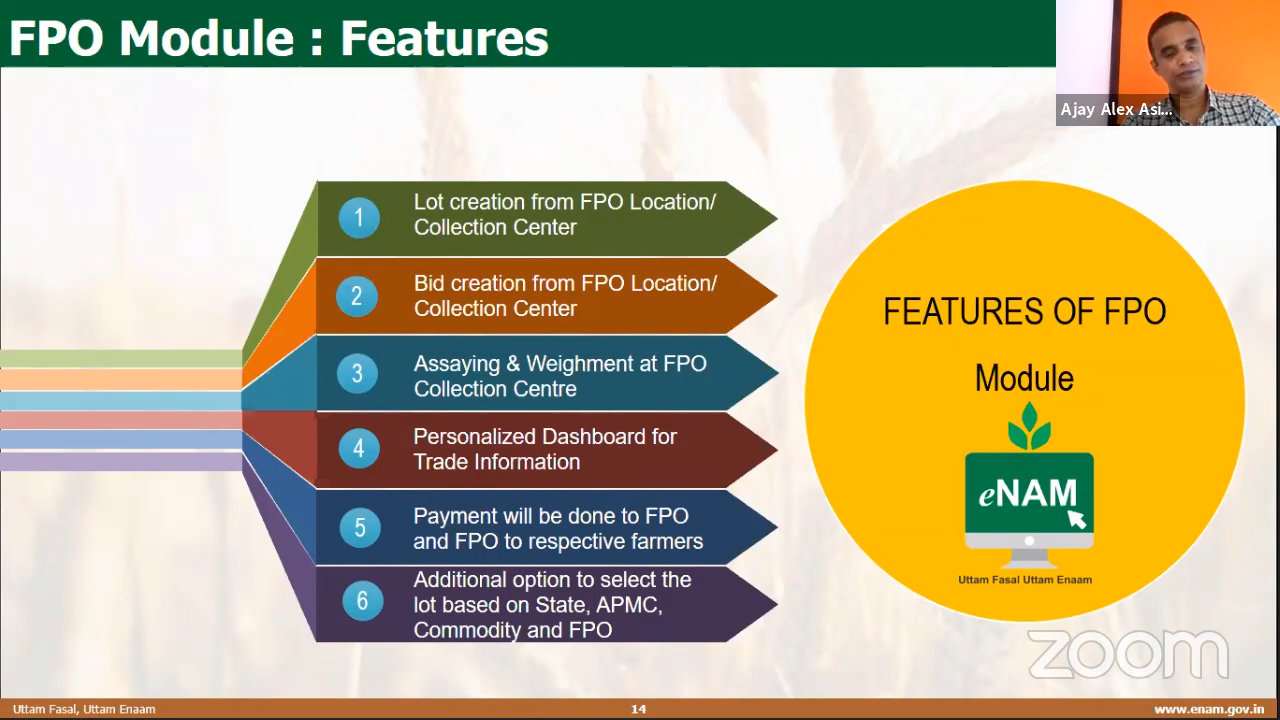 FPO Module : Features
Ajay Alex Asi...
1
Lot creation from FPO Location/
Collection Center
2
Bid creation from FPO Location/
Collection Center
3
Assaying & Weighment at FPO
Collection Centre
4
Personalized Dashboard for
Trade Information
5
Payment will be done to FPO
and FPO to respective farmers
6
Additional option to select the
lot based on State, APMC,
Commodity and FPO
FEATURES OF FPO
Module
eNAM
Uttam Fasal Uttam Enaam
zoom
Uttam Fasal, Uttam Enaam
14
www.enam.gov.in